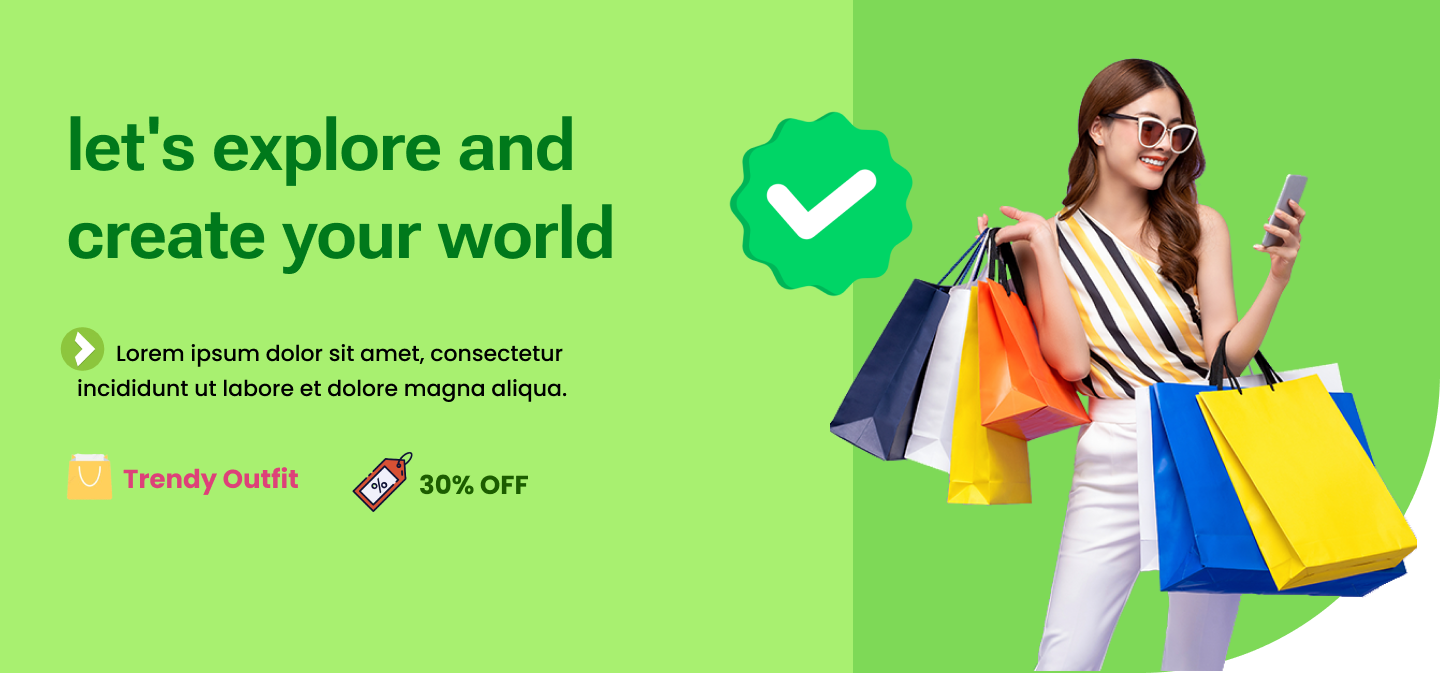 let's explore and
create your world
Lorem ipsum dolor sit amet, consectetur
incididunt ut labore et dolore magna aliqua.
Trendy Outfit
%
30% OFF